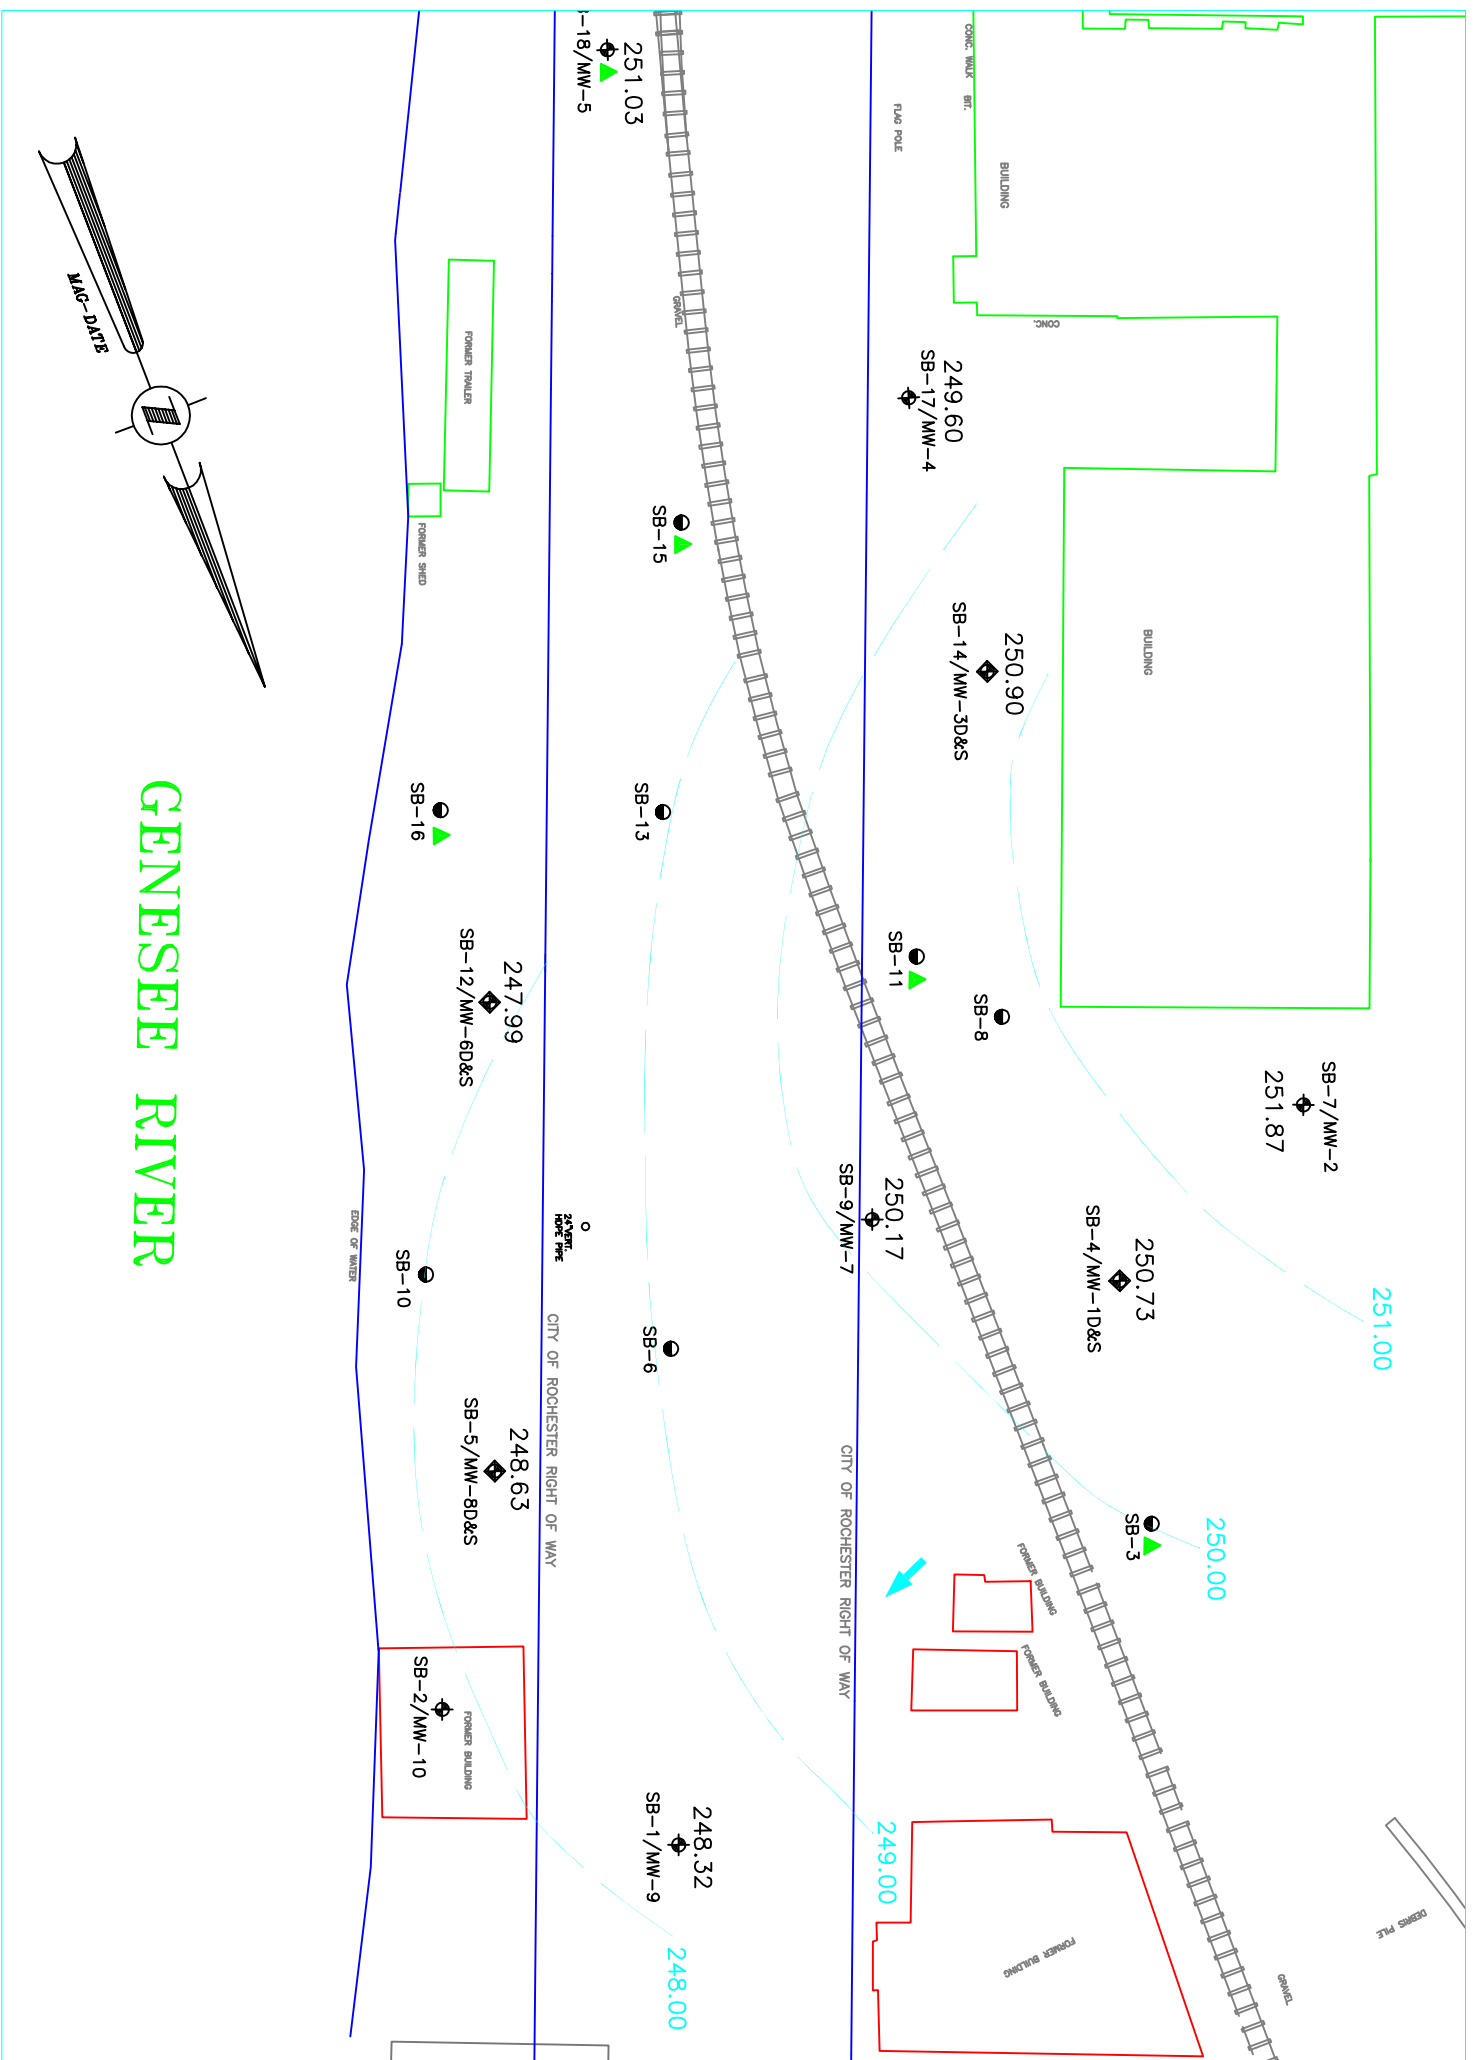 251.03
-18/MW-5
CONC. WALK
BIT.
FLAG POLE
BUILDING
CONC.
GRAVEL
249.60
SB-17/MW-4
FORMER TRAILER
FORMER SHED
MAG-DATE
SB-15
250.90
SB-14/MW-3D&S
BUILDING
SB-16
SB-13
SB-11
SB-8
247.99
SB-12/MW-6D&S
SB-7/MW-2
251.87
250.17
SB-9/MW-7
250.73
SB-4/MW-1D&S
251.00
24"VERT.
HDPE PIPE
EDGE OF WATER
SB-10
SB-6
248.63
SB-5/MW-8D&S
CITY OF ROCHESTER RIGHT OF WAY
CITY OF ROCHESTER RIGHT OF WAY
SB-3
250.00
FORMER BUILDING
FORMER BUILDING
SB-2/MW-10
FORMER BUILDING
248.32
SB-1/MW-9
249.00
248.00
FORMER BUILDING
DEBRIS PILE
GRAVEL
GENESEE RIVER